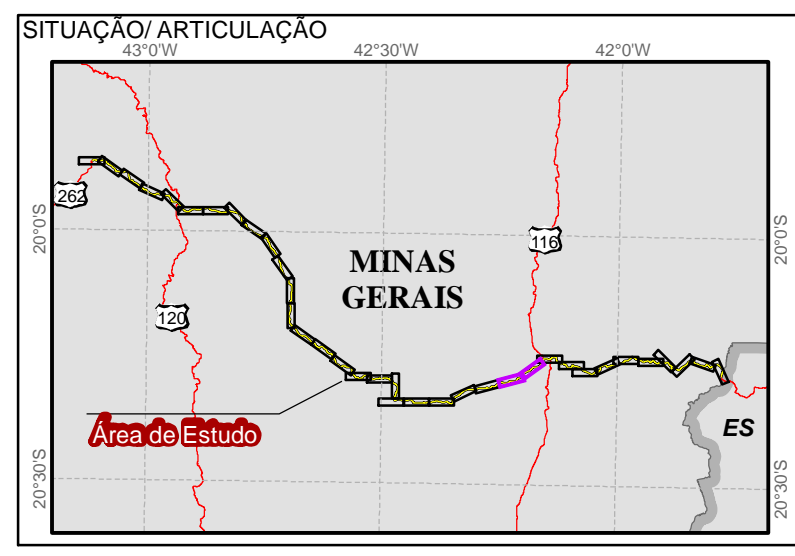 SITUAÇÃO/ ARTICULAÇÃO
43°0'W 42°30'W 42°0'W
262
20°0'S
20°0'S
116
MINAS
GERAIS
120
Área de Estudo
ES
20°30'S
20°30'S